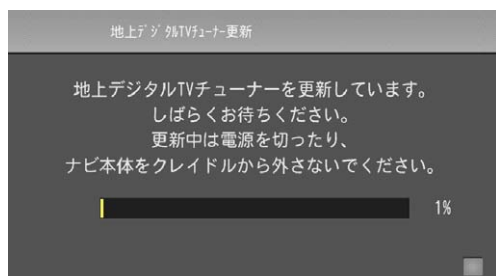 地上ﾃﾞｼﾞﾀﾙTVﾁｭｰﾅｰ更新
地上デジタルTVチューナーを更新しています。
しばらくお待ちください。
更新中は電源を切ったり、
ナビ本体をクレイドルから外さないでください。
1%